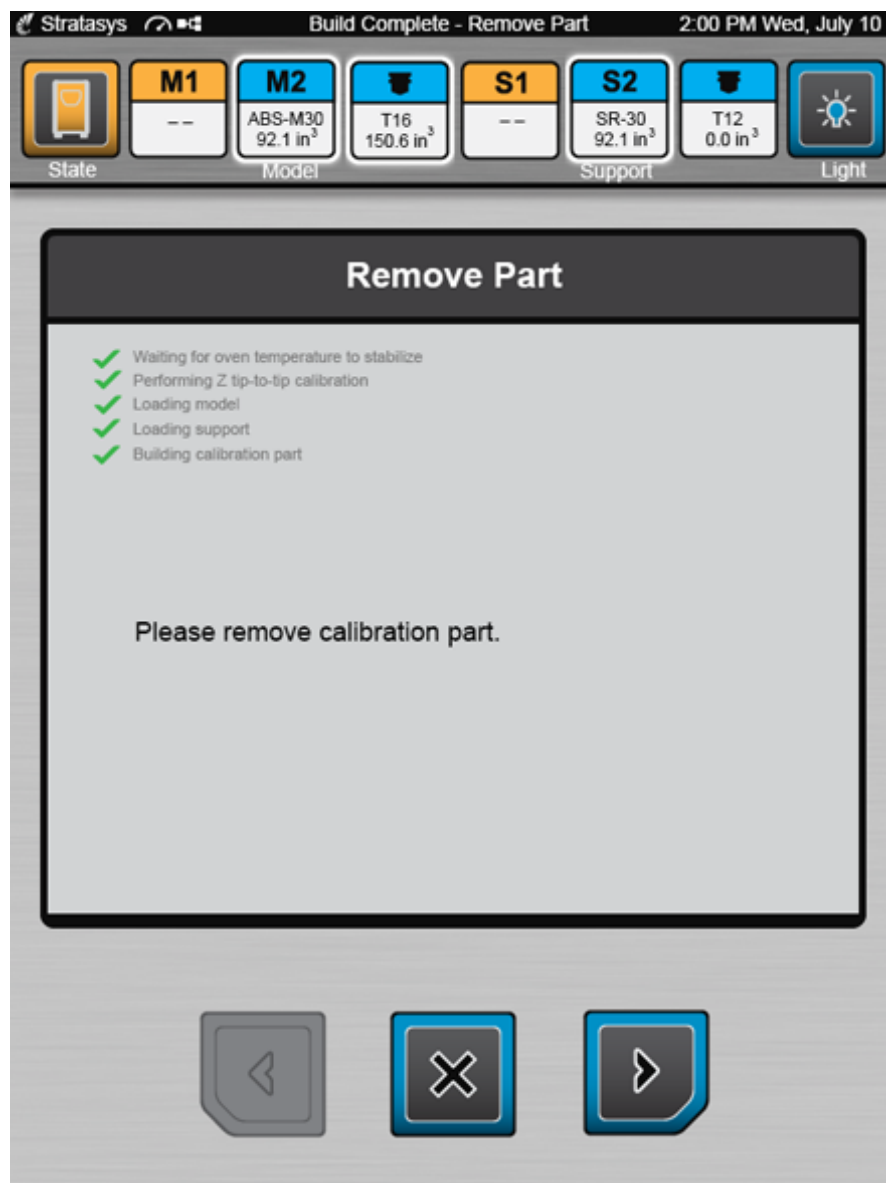 Stratasys Build Complete - Remove Part 2:00 PM Wed, July 10
M1 M2 S1 S2
-- ABS-M30 T16 -- SR-30 T12
92.1 in³ 150.6 in³ 92.1 in³ 0.0 in³
State Model Support Light
Remove Part
Waiting for oven temperature to stabilize
Performing Z tip-to-tip calibration
Loading model
Loading support
Building calibration part
Please remove calibration part.